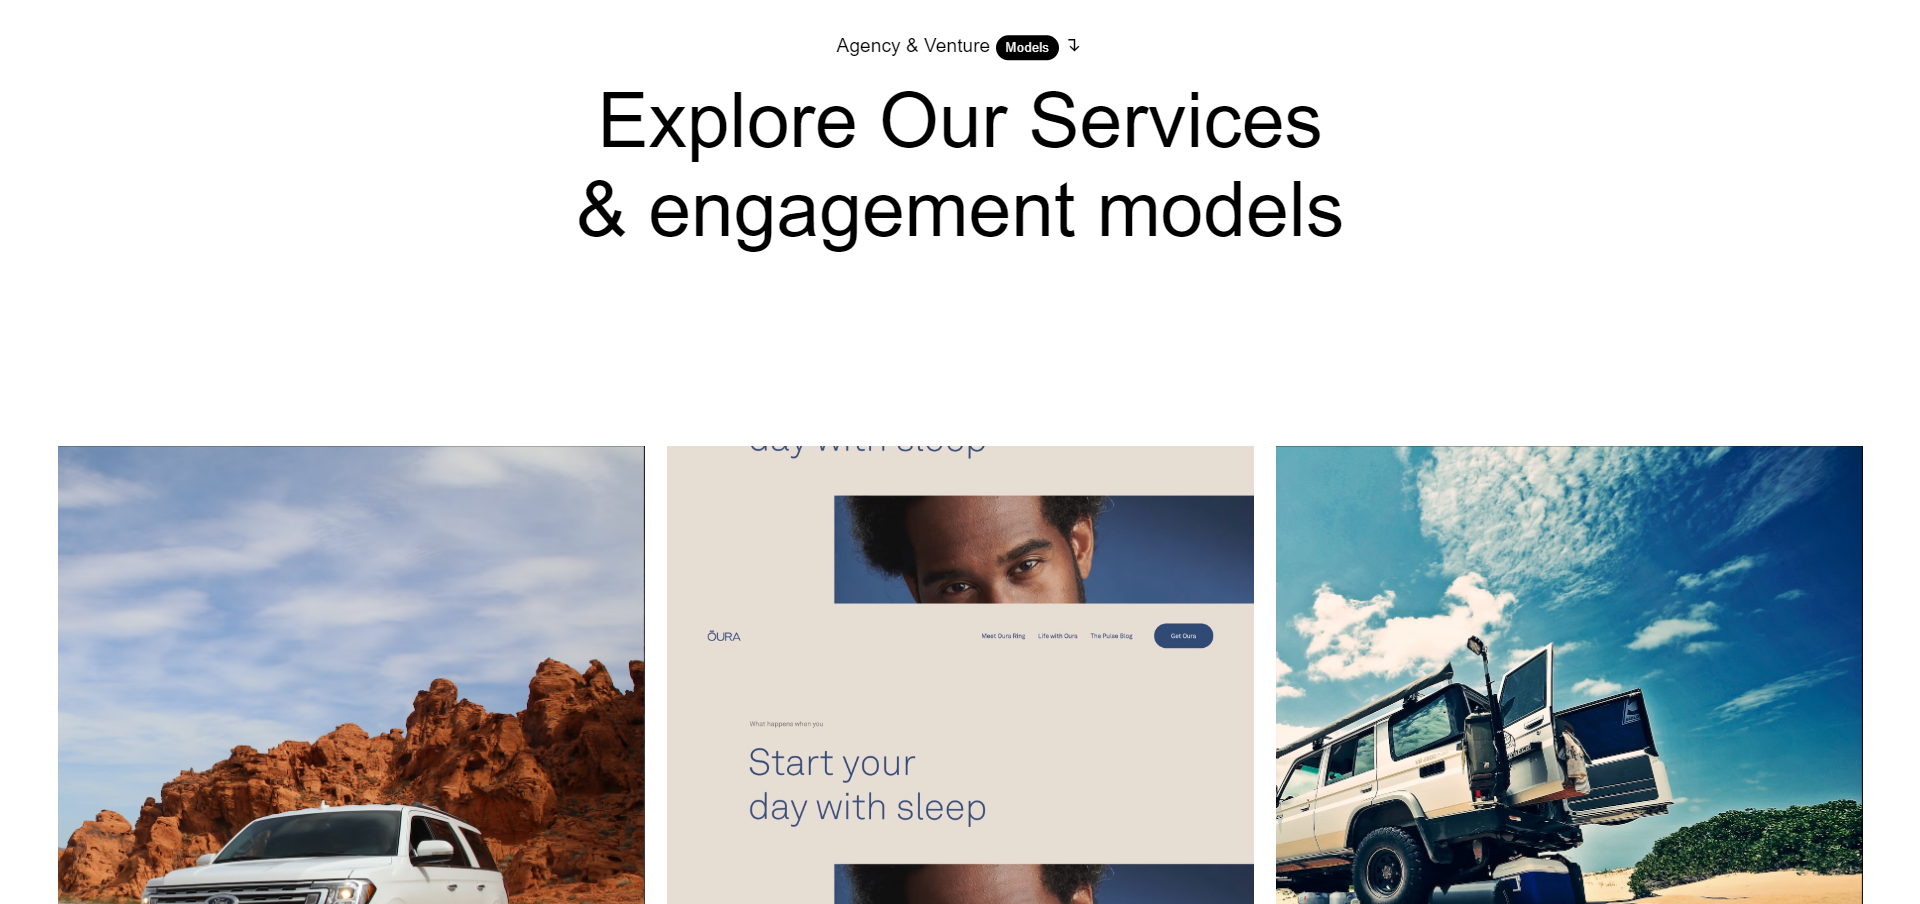 Agency & Venture Models ↴
Explore Our Services
& engagement models
day with sleep
ŌURA
Meet Oura Ring Life with Oura The Pulse Blog Get Oura
What happens when you
Start your
day with sleep